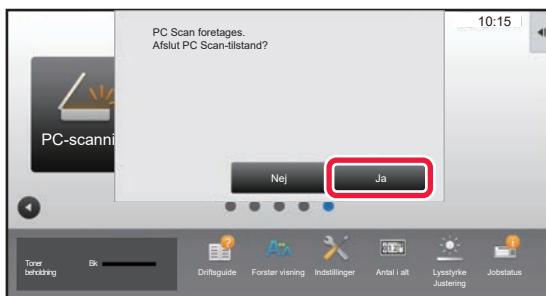 10:15
PC Scan foretages.
Afslut PC Scan-tilstand?
PC-scanni
Nej
Ja
Toner
beholdning
Bk
Driftsguide
Forstør visning
Indstillinger
Antal i alt
Lysstyrke
Justering
Jobstatus